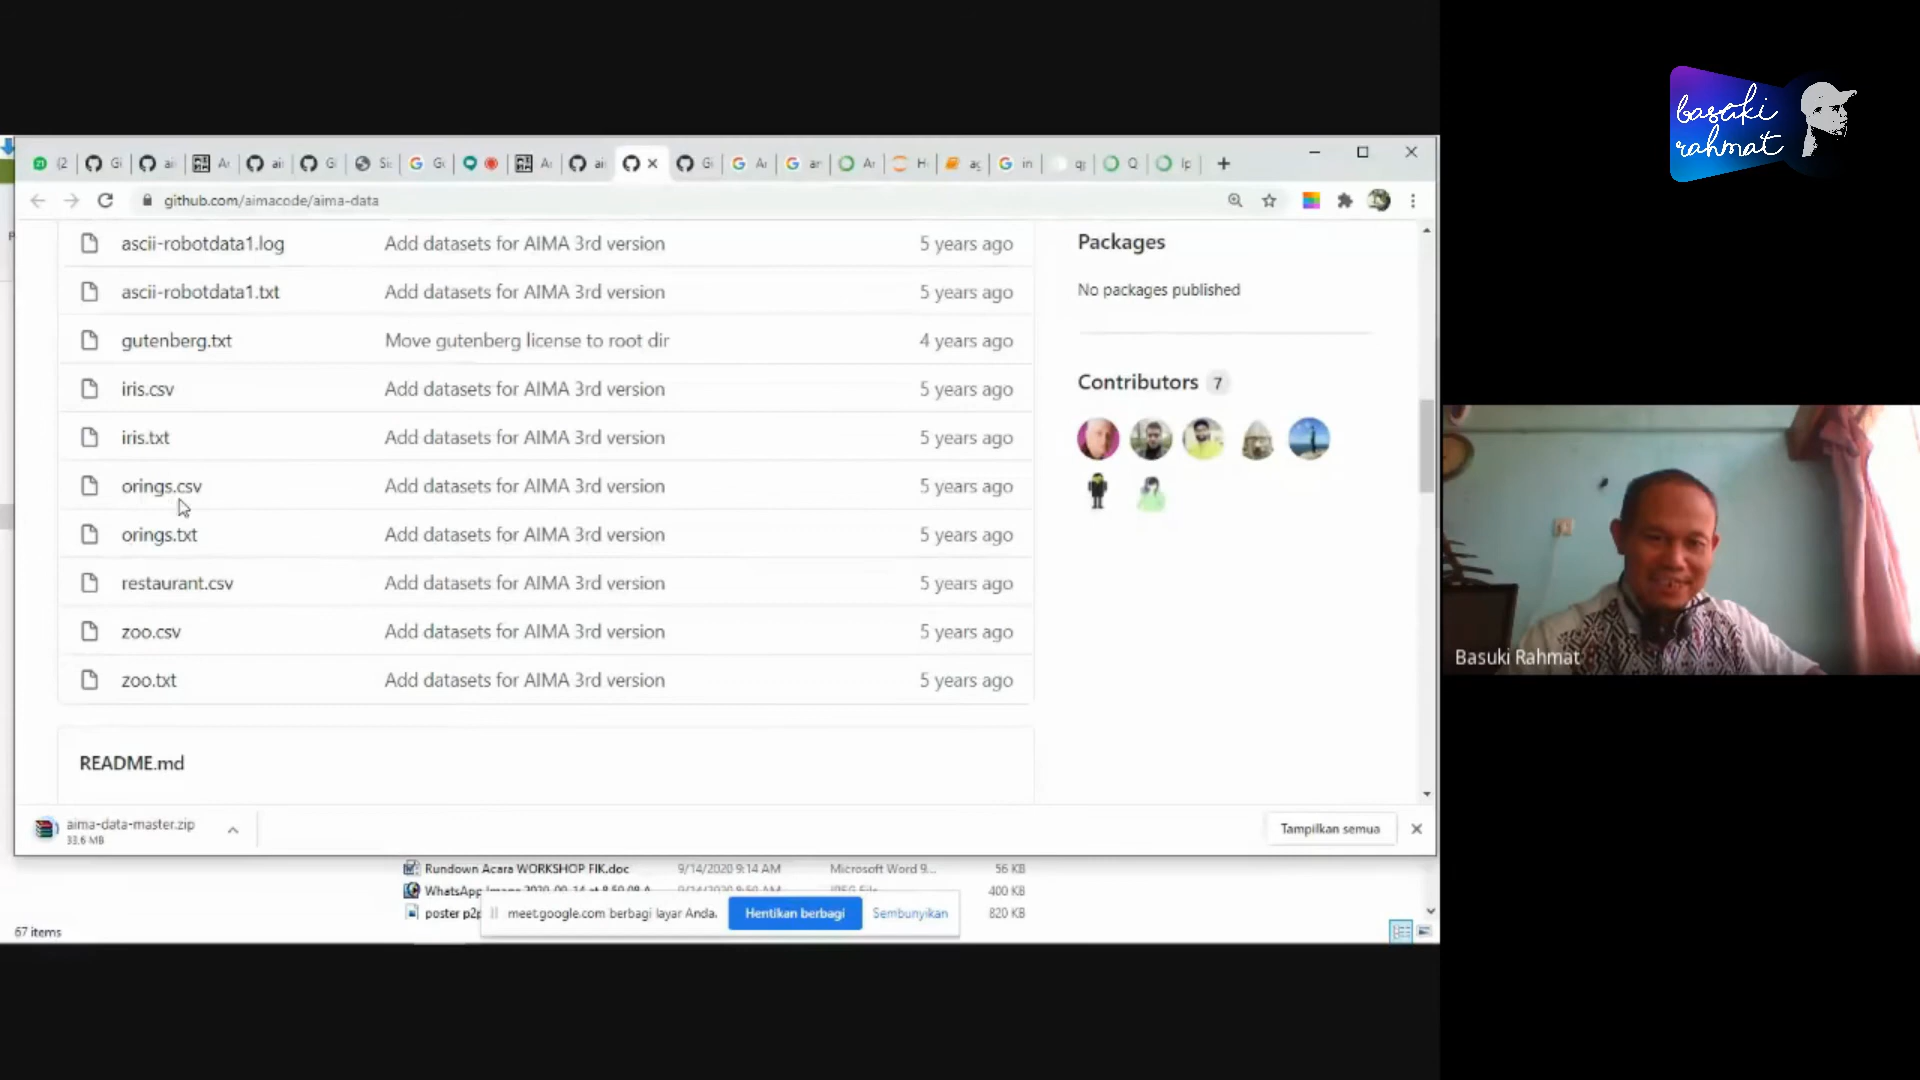 basuki
rahmat
github.com/aimacode/aima-data
ascii-robotdata1.log Add datasets for AIMA 3rd version 5 years ago
ascii-robotdata1.txt Add datasets for AIMA 3rd version 5 years ago
gutenberg.txt Move gutenberg license to root dir 4 years ago
iris.csv Add datasets for AIMA 3rd version 5 years ago
iris.txt Add datasets for AIMA 3rd version 5 years ago
orings.csv Add datasets for AIMA 3rd version 5 years ago
orings.txt Add datasets for AIMA 3rd version 5 years ago
restaurant.csv Add datasets for AIMA 3rd version 5 years ago
zoo.csv Add datasets for AIMA 3rd version 5 years ago
zoo.txt Add datasets for AIMA 3rd version 5 years ago
README.md
Packages
No packages published
Contributors 7
Basuki Rahmat
aima-data-master.zip
33.6 MB
Tampilkan semua
Rundown Acara WORKSHOP FIK.doc 9/14/2020 9:14 AM Microsoft Word 9... 56 KB
WhatsApp 400 KB
poster p2p 820 KB
meet.google.com berbagi layar Anda. Hentikan berbagi Sembunyikan
67 items